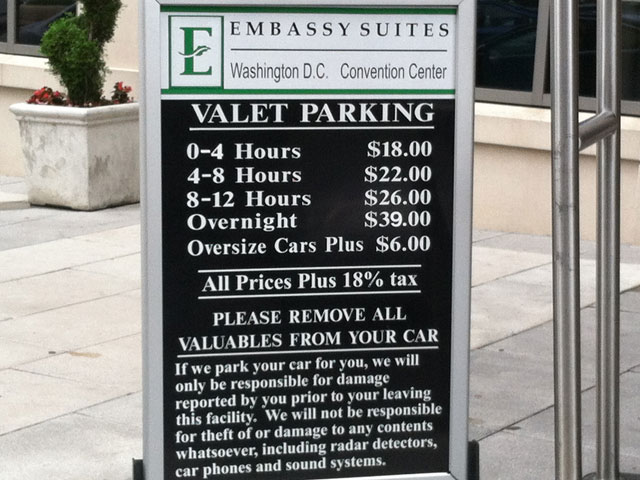 E EMBASSY SUITES
Washington D.C. Convention Center
VALET PARKING
0-4 Hours $18.00
4-8 Hours $22.00
8-12 Hours $26.00
Overnight $39.00
Oversize Cars Plus $6.00
All Prices Plus 18% tax
PLEASE REMOVE ALL
VALUABLES FROM YOUR CAR
If we park your car for you, we will
only be responsible for damage
reported by you prior to your leaving
this facility. We will not be responsible
for theft of or damage to any contents
whatsoever, including radar detectors,
car phones and sound systems.